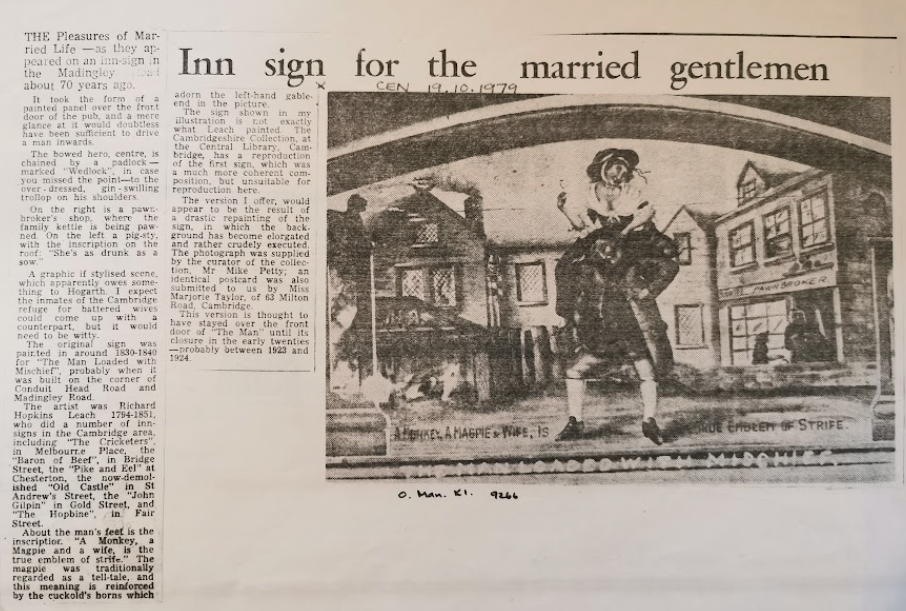 Inn sign for the married gentlemen
CEN 19.10.1979
THE Pleasures of Mar-
ried Life —as they ap-
peared on an inn-sign in
the Madingley
about 70 years ago.
It took the form of a
painted panel over the front
door of the pub, and a mere
glance at it would doubtless
have been sufficient to drive
a man inwards.
The bowed hero, centre, is
chained by a padlock—
marked "Wedlock", in case
you missed the point—to the
over-dressed, gin-swilling
trollop on his shoulders.
On the right is a pawn-
broker's shop, where the
family kettle is being paw-
ned. On the left a pig-sty,
with the inscription on the
roof: "She's as drunk as a
sow."
A graphic if stylised scene,
which apparently owes some-
thing to Hogarth. I expect
the inmates of the Cambridge
refuge for battered wives
could come up with a
counterpart, but it would
need to be witty.
The original sign was
painted in around 1830-1840
for "The Man Loaded with
Mischief", probably when it
was built on the corner of
Conduit Head Road and
Madingley Road.
The artist was Richard
Hopkins Leach 1794-1851,
who did a number of inn-
signs in the Cambridge area,
including "The Cricketers",
in Melbourne Place, the
"Baron of Beef", in Bridge
Street, the "Pike and Eel" at
Chesterton, the now-demol-
ished "Old Castle" in St
Andrew's Street, the "John
Gilpin" in Gold Street, and
"The Hopbine", in Fair
Street.
About the man's feet is the
inscription. "A Monkey, a
Magpie and a wife, is the
true emblem of strife." The
magpie was traditionally
regarded as a tell-tale, and
this meaning is reinforced
by the cuckold's horns which
adorn the left-hand gable-
end in the picture.
The sign shown in my
illustration is not exactly
what Leach painted. The
Cambridgeshire Collection, at
the Central Library, Cam-
bridge, has a reproduction
of the first sign, which was
a much more coherent com-
position, but unsuitable for
reproduction here.
The version I offer, would
appear to be the result of
a drastic repainting of the
sign, in which the back-
ground has become elongated
and rather crudely executed.
The photograph was supplied
by the curator of the collec-
tion, Mr Mike Petty; an
identical postcard was also
submitted to us by Miss
Marjorie Taylor, of 63 Milton
Road, Cambridge.
This version is thought to
have stayed over the front
door of "The Man" until its
closure in the early twenties
—probably between 1923 and
1924.
PAWNBROKER
A MONKEY, A MAGPIE & WIFE, IS
TRUE EMBLEM OF STRIFE.
THE MAN LOADED WITH MISCHIEF
O. Man. K1. 9266